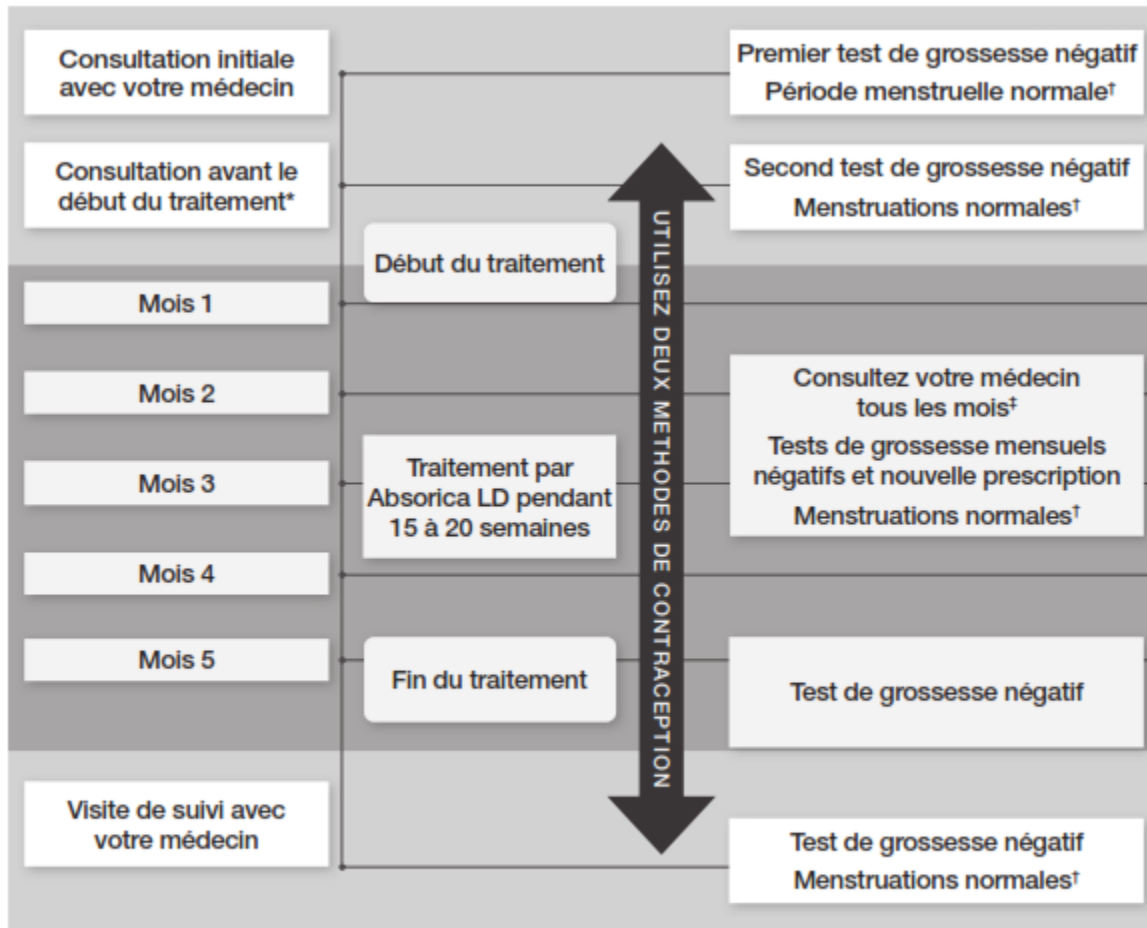 Consultation initiale
avec votre médecin
Premier test de grossesse négatif
Période menstruelle normale†
Consultation avant le
début du traitement*
Second test de grossesse négatif
Menstruations normales†
Début du traitement
UTILISEZ DEUX METHODES DE CONTRACEPTION
Mois 1
Mois 2
Consultez votre médecin
tous les mois‡
Tests de grossesse mensuels
négatifs et nouvelle prescription
Menstruations normales†
Mois 3
Traitement par
Absorica LD pendant
15 à 20 semaines
Mois 4
Mois 5
Fin du traitement
Test de grossesse négatif
Visite de suivi avec
votre médecin
Test de grossesse négatif
Menstruations normales†